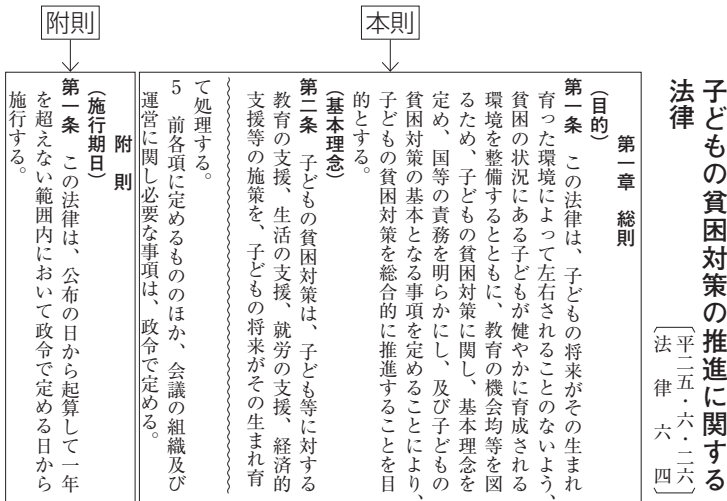 子どもの貧困対策の推進に関する
法律
平二五・六・二六
法律六四
本則
第一章 総則
(目的)
第一条 この法律は、子どもの将来がその生まれ
育った環境によって左右されることのないよう、
貧困の状況にある子どもが健やかに育成される
環境を整備するとともに、教育の機会均等を図
るため、子どもの貧困対策に関し、基本理念を
定め、国等の責務を明らかにし、及び子どもの
貧困対策の基本となる事項を定めることにより、
子どもの貧困対策を総合的に推進することを目
的とする。
(基本理念)
第二条 子どもの貧困対策は、子ども等に対する
教育の支援、生活の支援、就労の支援、経済的
支援等の施策を、子どもの将来がその生まれ育
て処理する。
5 前各項に定めるもののほか、会議の組織及び
運営に関し必要な事項は、政令で定める。
附則
附則
(施行期日)
第一条 この法律は、公布の日から起算して一年
を超えない範囲内において政令で定める日から
施行する。